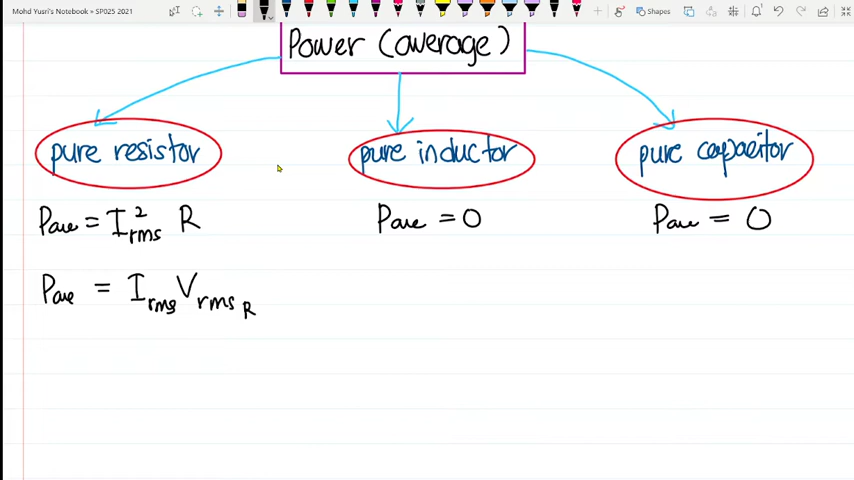 Mohd Yusri's Notebook » SP025 2021
Shapes
Power (average)
pure resistor
pure inductor
pure capacitor
Pave = I²rms R
Pave = 0
Pave = 0
Pave = Irms Vrms R